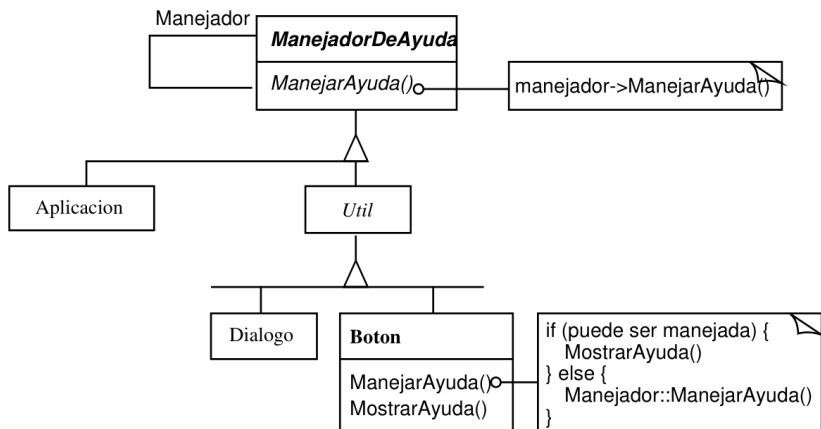 Manejador
ManejadorDeAyuda
ManejarAyuda()
manejador->ManejarAyuda()
Aplicacion
Util
Dialogo
Boton
ManejarAyuda()
MostrarAyuda()
if (puede ser manejada) {
MostrarAyuda()
} else {
Manejador::ManejarAyuda()
}